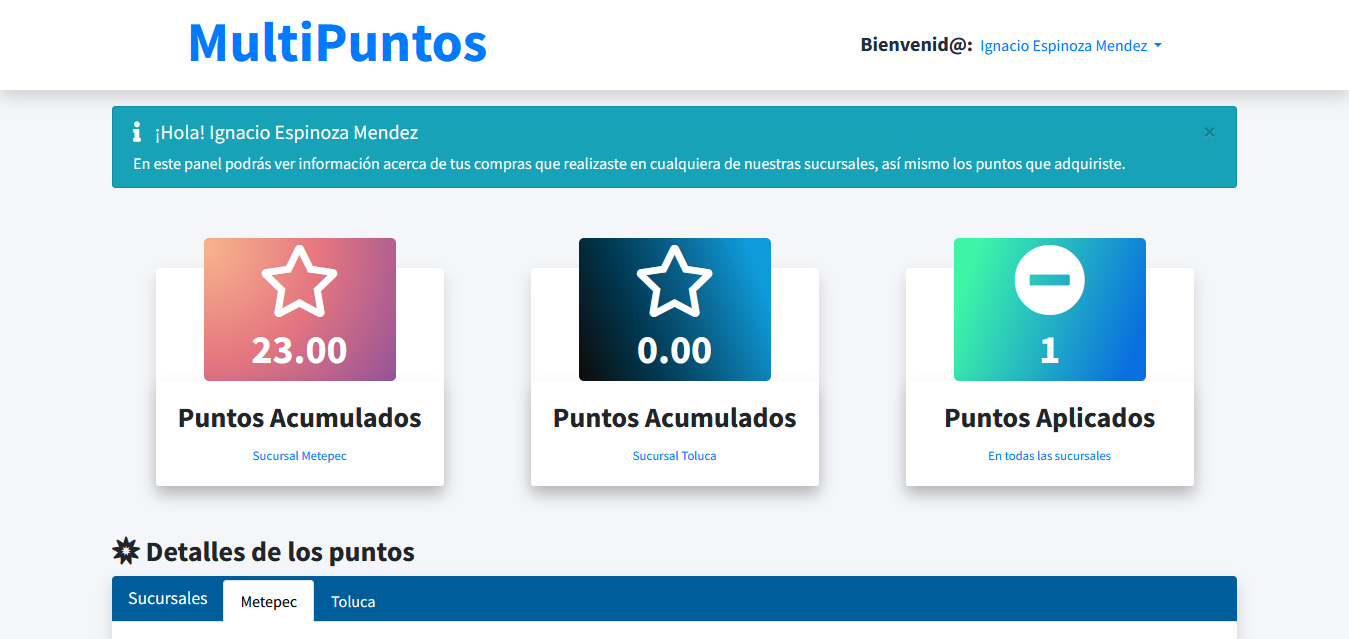 MultiPuntos
Bienvenid@: Ignacio Espinoza Mendez
¡Hola! Ignacio Espinoza Mendez
×
En este panel podrás ver información acerca de tus compras que realizaste en cualquiera de nuestras sucursales, así mismo los puntos que adquiriste.
23.00
Puntos Acumulados
Sucursal Metepec
0.00
Puntos Acumulados
Sucursal Toluca
1
Puntos Aplicados
En todas las sucursales
Detalles de los puntos
Sucursales Metepec Toluca